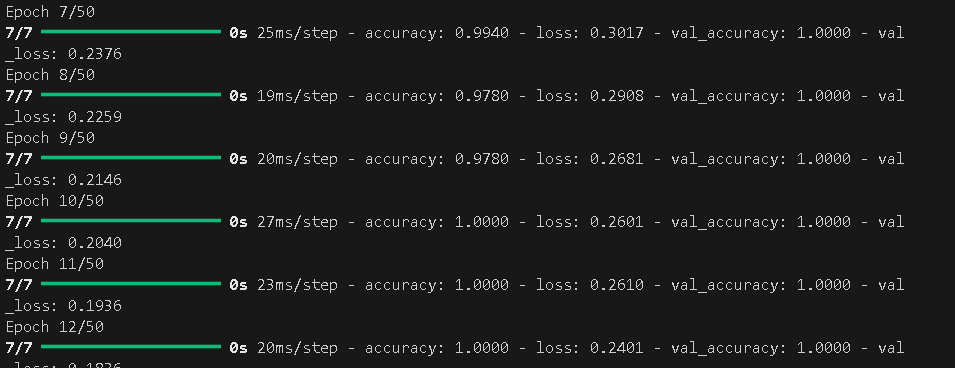 Epoch 7/50
7/7 0s 25ms/step - accuracy: 0.9940 - loss: 0.3017 - val_accuracy: 1.0000 - val
_loss: 0.2376
Epoch 8/50
7/7 0s 19ms/step - accuracy: 0.9780 - loss: 0.2908 - val_accuracy: 1.0000 - val
_loss: 0.2259
Epoch 9/50
7/7 0s 20ms/step - accuracy: 0.9780 - loss: 0.2681 - val_accuracy: 1.0000 - val
_loss: 0.2146
Epoch 10/50
7/7 0s 27ms/step - accuracy: 1.0000 - loss: 0.2601 - val_accuracy: 1.0000 - val
_loss: 0.2040
Epoch 11/50
7/7 0s 23ms/step - accuracy: 1.0000 - loss: 0.2610 - val_accuracy: 1.0000 - val
_loss: 0.1936
Epoch 12/50
7/7 0s 20ms/step - accuracy: 1.0000 - loss: 0.2401 - val_accuracy: 1.0000 - val
_loss: